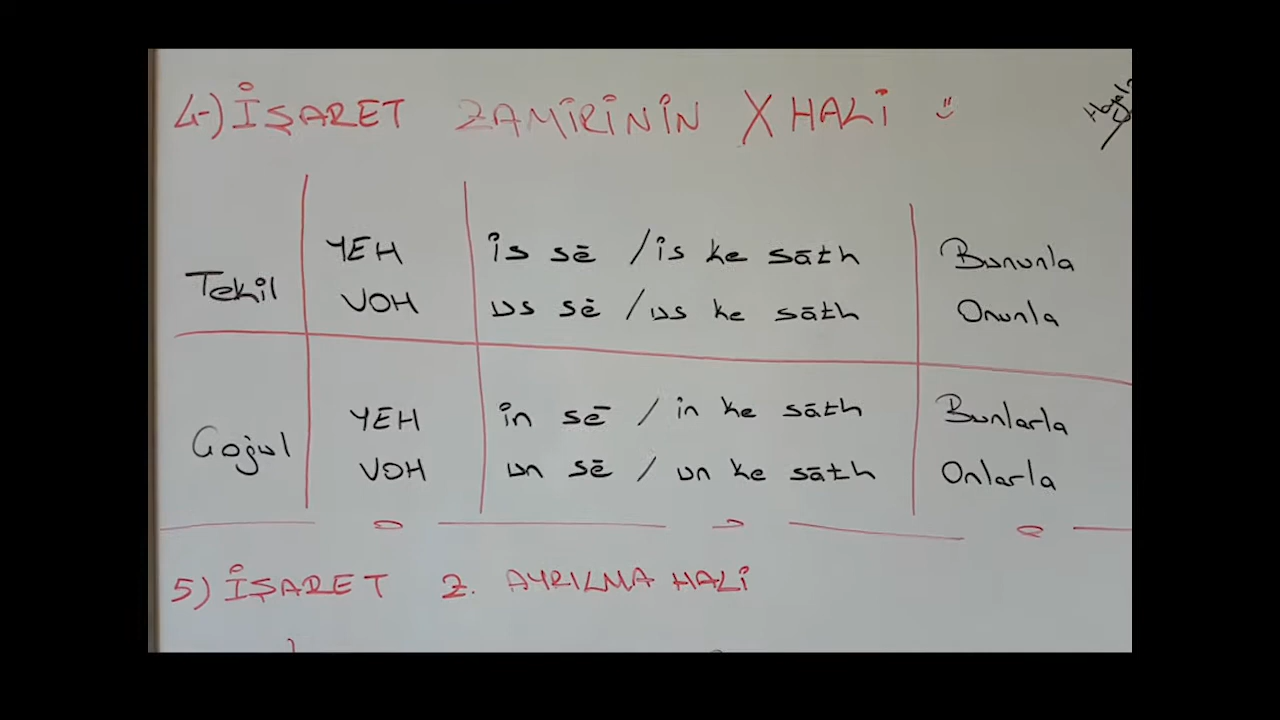 4-) İŞARET ZAMİRİNİN X HALİ :)
Tekil
YEH is sē / is ke sāth Bununla
VOH us sē / us ke sāth Onunla
Çoğul
YEH in sē / in ke sāth Bunlarla
VOH un sē / un ke sāth Onlarla
5) İŞARET Z. AYRILMA HALİ